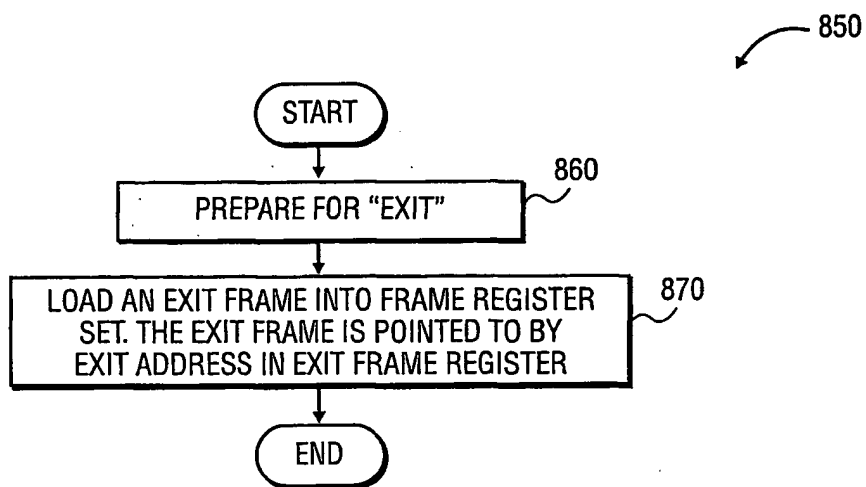 850
START
860
PREPARE FOR “EXIT”
870
LOAD AN EXIT FRAME INTO FRAME REGISTER
SET. THE EXIT FRAME IS POINTED TO BY
EXIT ADDRESS IN EXIT FRAME REGISTER
END